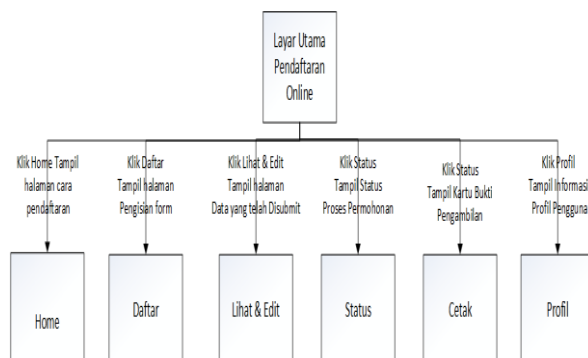 Layar Utama
Pendaftaran
Online
Klik Home Tampil
halaman cara
pendaftaran
Klik Daftar
Tampil halaman
Pengisian form
Klik Lihat & Edit
Tampil halaman
Data yang telah Disubmit
Klik Status
Tampil Status
Proses Permohonan
Klik Status
Tampil Kartu Bukti
Pengambilan
Klik Profil
Tampil Informasi
Profil Pengguna
Home
Daftar
Lihat & Edit
Status
Cetak
Profil